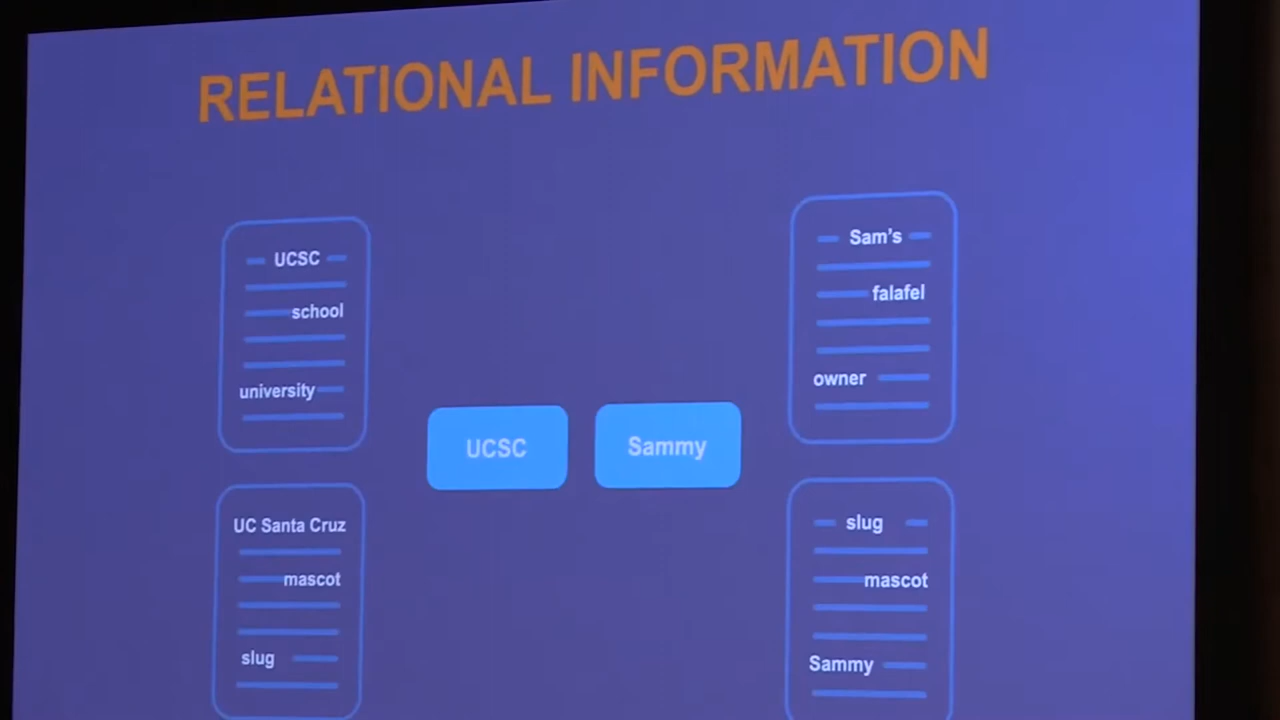 RELATIONAL INFORMATION
UCSC
school
university
UC Santa Cruz
mascot
slug
UCSC
Sammy
Sam's
falafel
owner
slug
mascot
Sammy